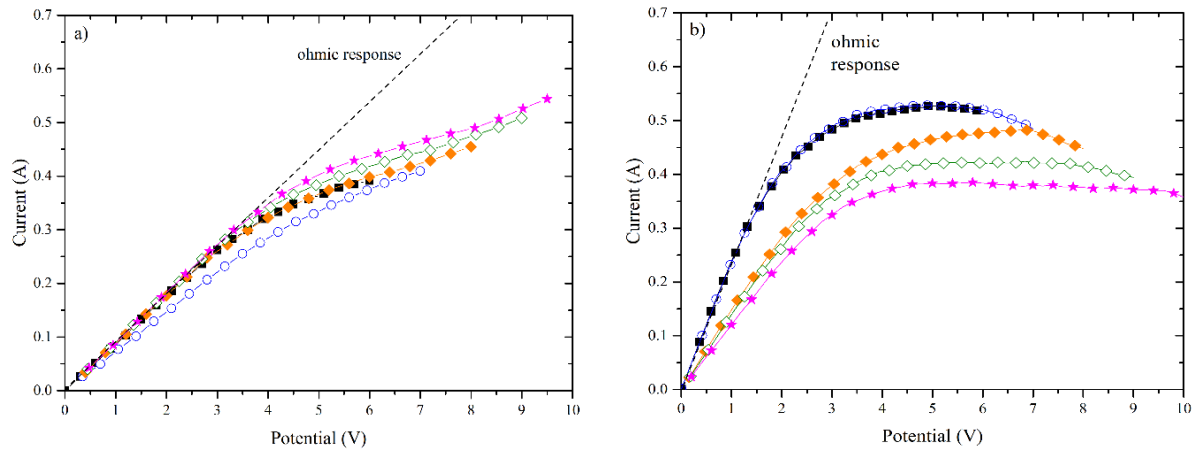 a)
ohmic response
0.7
0.6
0.5
0.4
0.3
0.2
0.1
0.0
Current (A)
0 1 2 3 4 5 6 7 8 9 10
Potential (V)
b)
ohmic
response
0.7
0.6
0.5
0.4
0.3
0.2
0.1
0.0
Current (A)
0 1 2 3 4 5 6 7 8 9 10
Potential (V)